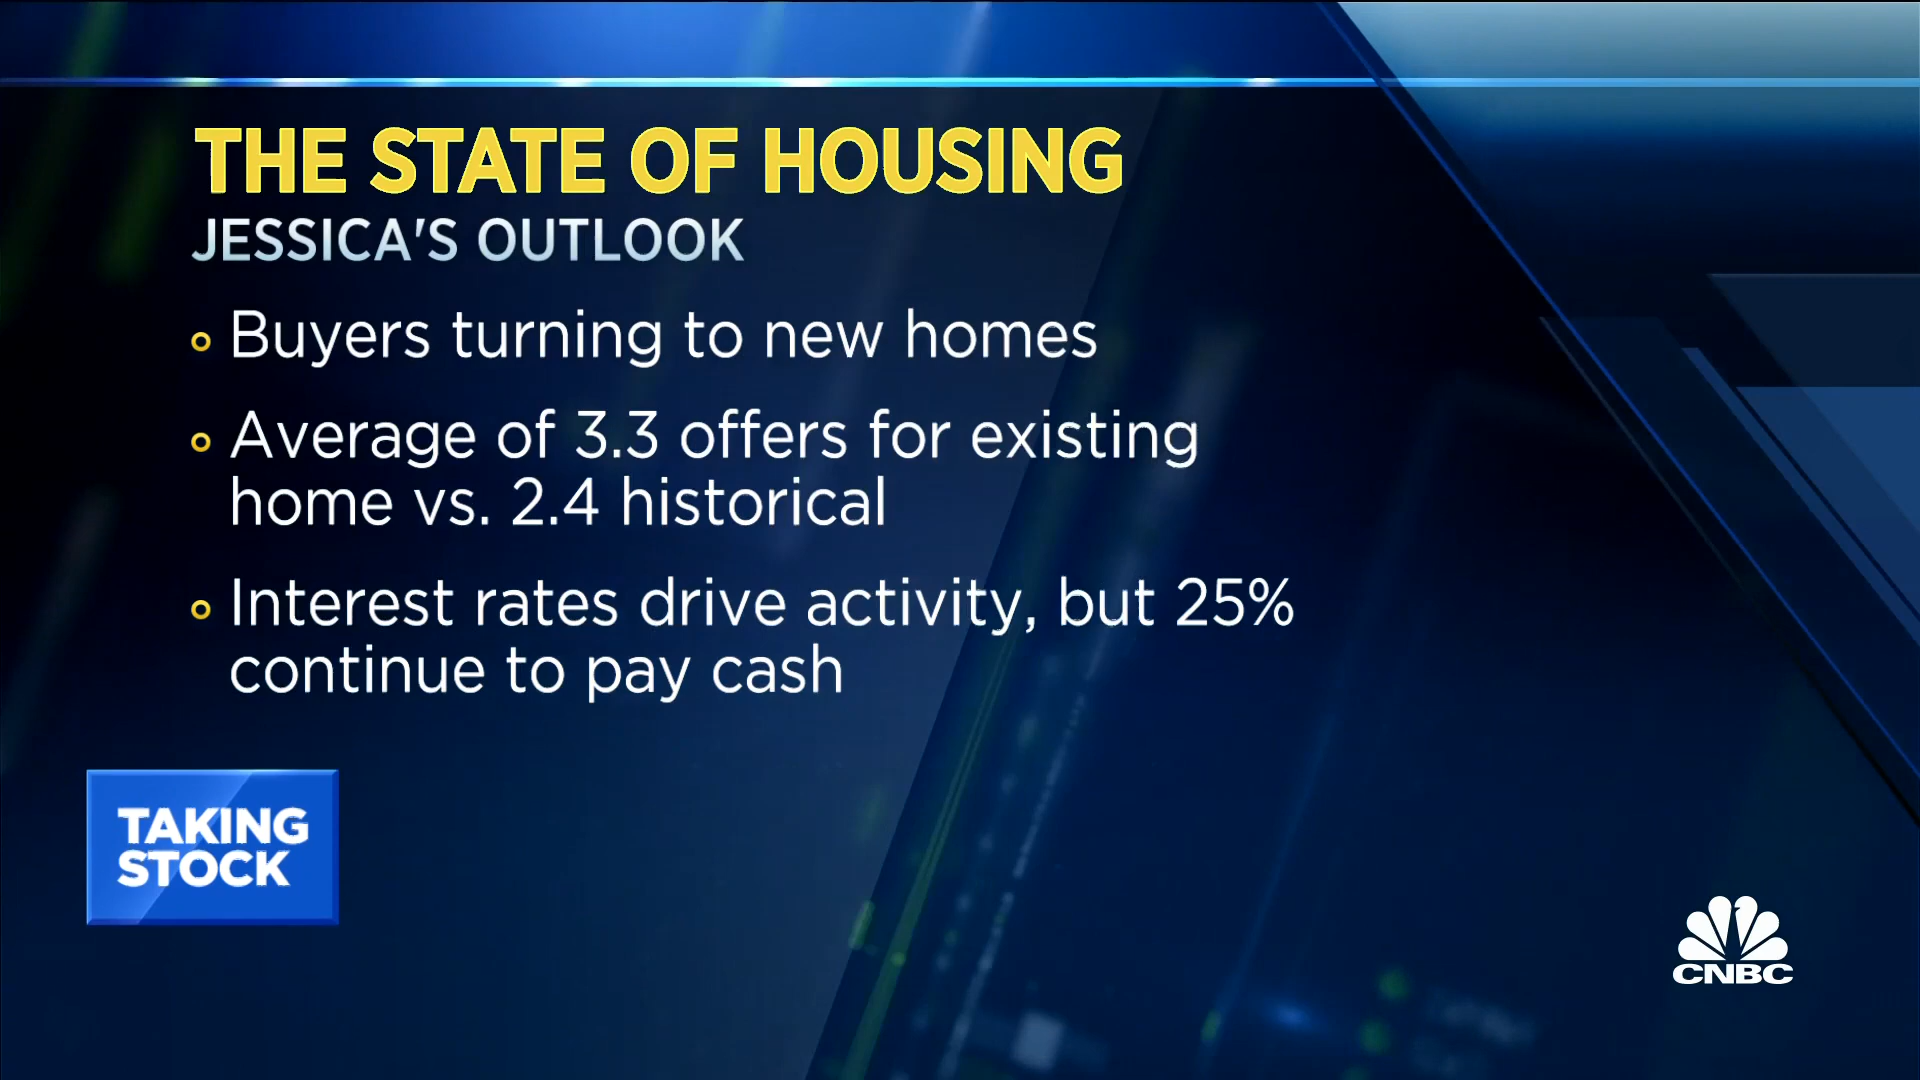 THE STATE OF HOUSING
JESSICA'S OUTLOOK
Buyers turning to new homes
Average of 3.3 offers for existing
home vs. 2.4 historical
Interest rates drive activity, but 25%
continue to pay cash
TAKING
STOCK
CNBC